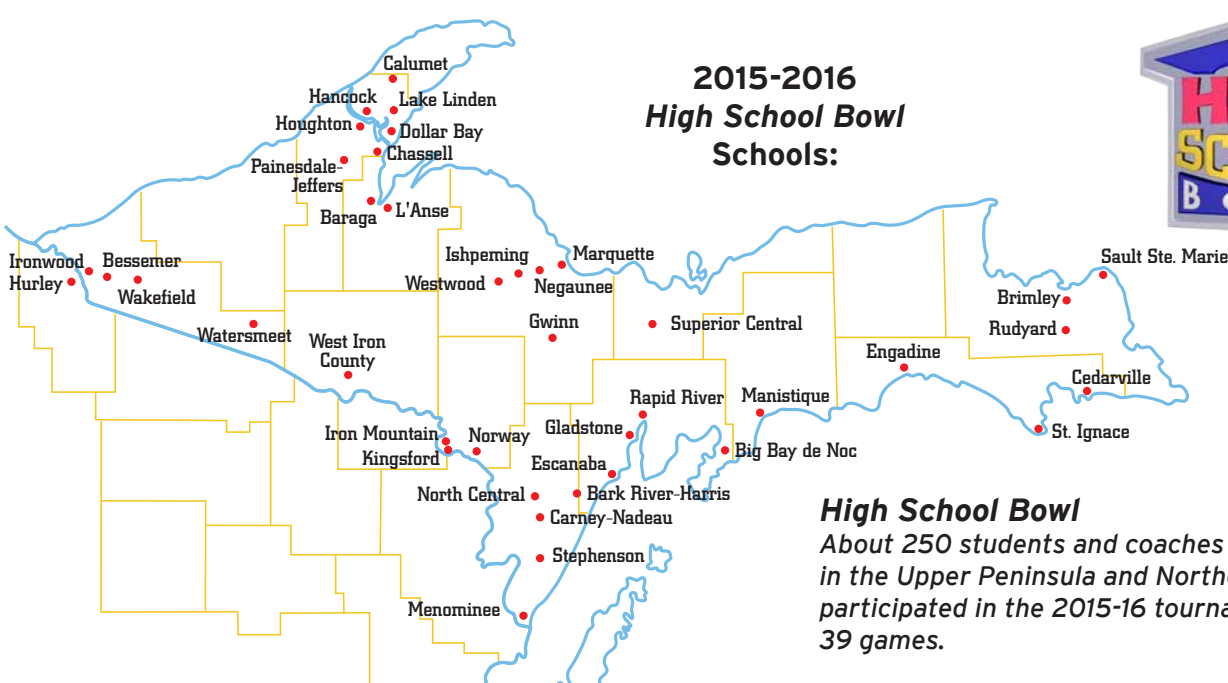 2015-2016
High School Bowl
Schools:
Calumet
Hancock
Lake Linden
Houghton
Dollar Bay
Chassell
Painesdale-
Jeffers
Baraga
L'Anse
Ironwood
Bessemer
Hurley
Wakefield
Watersmeet
West Iron
County
Ishpeming
Marquette
Westwood
Negaunee
Gwinn
Superior Central
Sault Ste. Marie
Brimley
Rudyard
Engadine
Cedarville
St. Ignace
Rapid River
Manistique
Gladstone
Big Bay de Noc
Iron Mountain
Norway
Kingsford
Escanaba
North Central
Bark River-Harris
Carney-Nadeau
Stephenson
Menominee
High School Bowl
About 250 students and coaches
in the Upper Peninsula and
participated in the 2015-16
39 games.